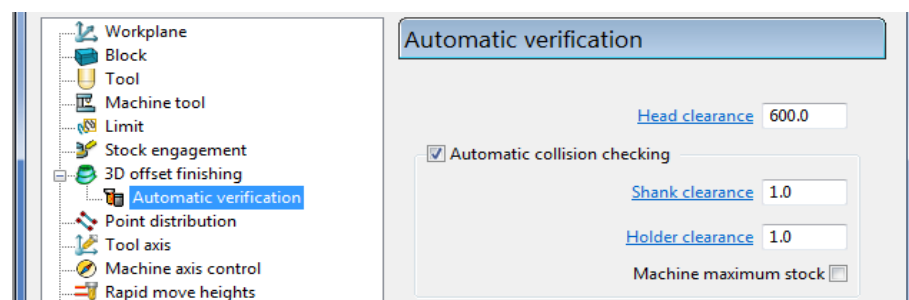 Workplane
Block
Tool
Machine tool
Limit
Stock engagement
3D offset finishing
Automatic verification
Point distribution
Tool axis
Machine axis control
Rapid move heights
Automatic verification
Head clearance 600.0
Automatic collision checking
Shank clearance 1.0
Holder clearance 1.0
Machine maximum stock